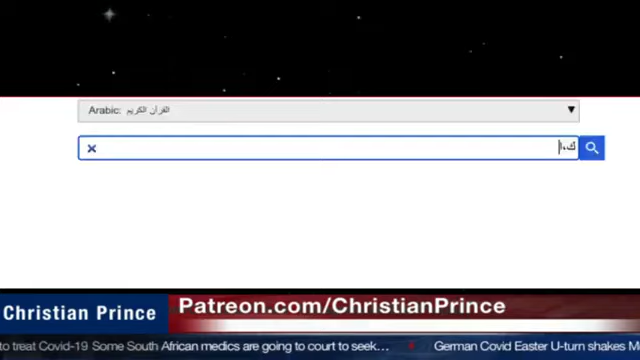 Arabic: القرآن الكريم
ك،ا
Christian Prince
Patreon.com/ChristianPrince
to treat Covid-19 Some South African medics are going to court to seek… German Covid Easter U-turn shakes M